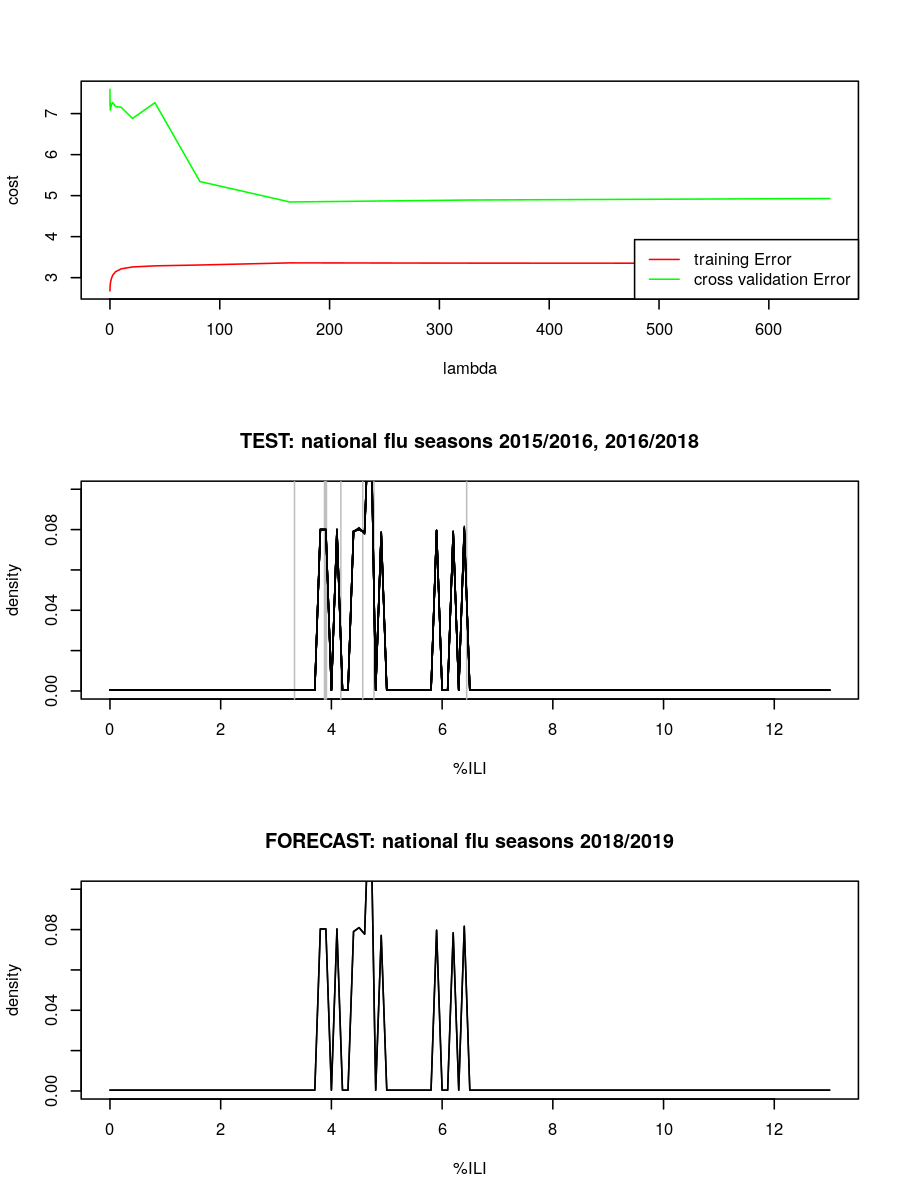 cost
7
6
5
4
3
training Error
cross validation Error
0 100 200 300 400 500 600
lambda
TEST: national flu seasons 2015/2016, 2016/2018
density
0.08
0.04
0.00
0 2 4 6 8 10 12
%ILI
FORECAST: national flu seasons 2018/2019
density
0.08
0.04
0.00
0 2 4 6 8 10 12
%ILI